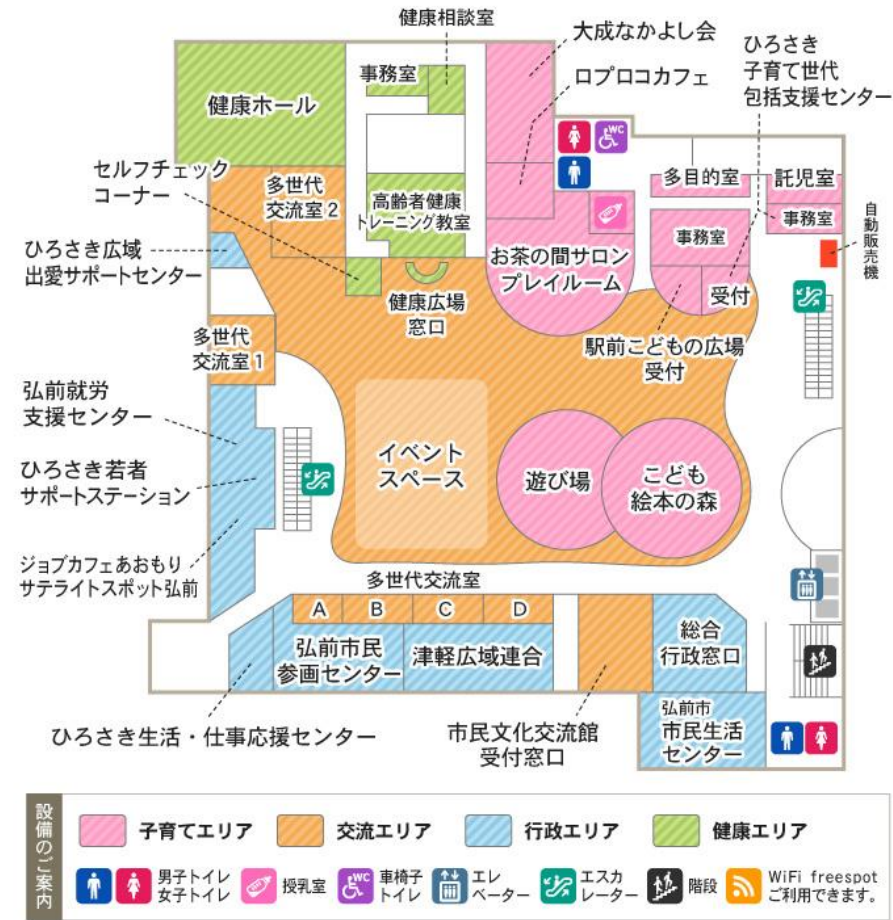 健康相談室
大成なかよし会
ロプロコカフェ
ひろさき
子育て世代
包括支援センター
事務室
健康ホール
セルフチェック
コーナー
多世代
交流室2
高齢者健康
トレーニング教室
WC
多目的室
託児室
事務室
事務室
自動販売機
ひろさき広域
出愛サポートセンター
お茶の間サロン
プレイルーム
受付
健康広場
窓口
駅前こどもの広場
受付
多世代
交流室1
弘前就労
支援センター
イベント
スペース
遊び場
こども
絵本の森
ひろさき若者
サポートステーション
ジョブカフェあおもり
サテライトスポット弘前
多世代交流室
A
B
C
D
弘前市民
参画センター
津軽広域連合
総合
行政窓口
弘前市
市民生活
センター
ひろさき生活・仕事応援センター
市民文化交流館
受付窓口
設備のご案内
子育てエリア
交流エリア
行政エリア
健康エリア
男子トイレ
女子トイレ
授乳室
WC
車椅子
トイレ
エレ
ベーター
エスカ
レーター
階段
WiFi freespot
ご利用できます。